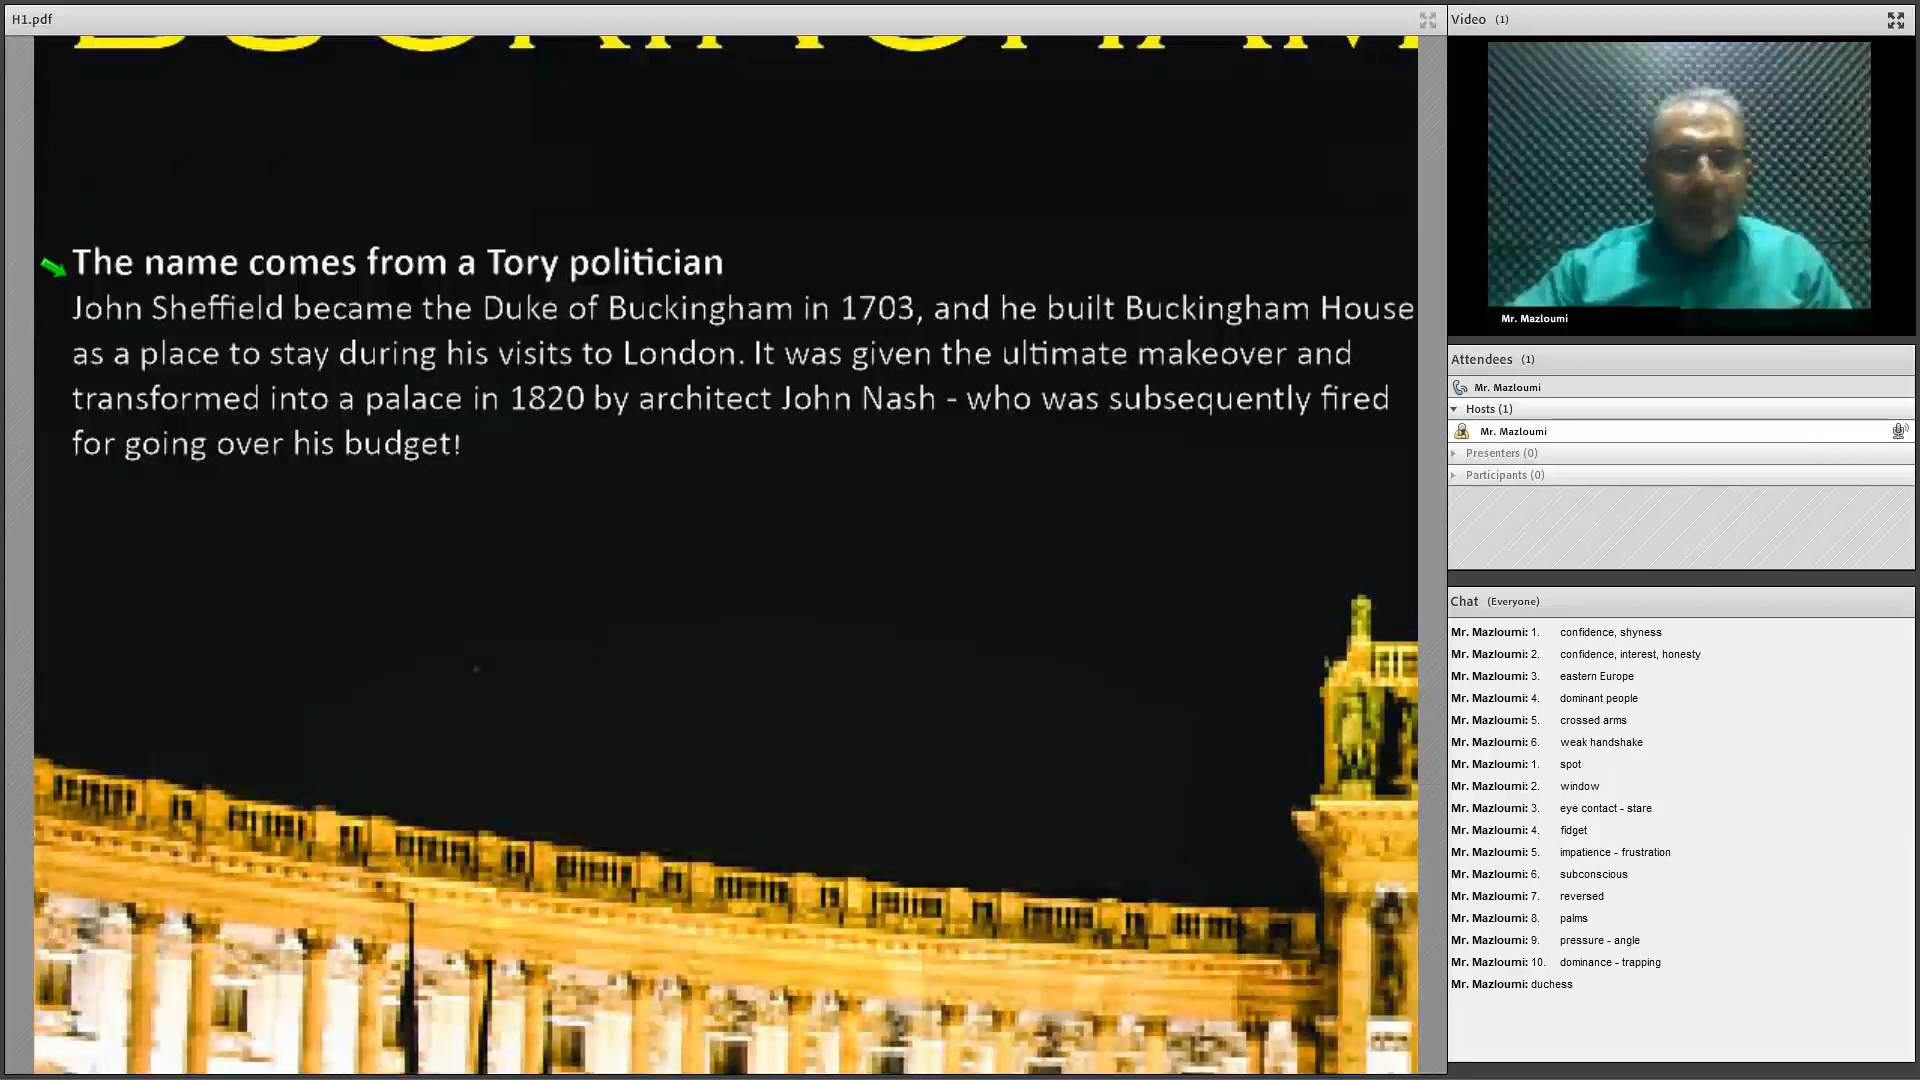 H1.pdf
The name comes from a Tory politician
John Sheffield became the Duke of Buckingham in 1703, and he built Buckingham House
as a place to stay during his visits to London. It was given the ultimate makeover and
transformed into a palace in 1820 by architect John Nash - who was subsequently fired
for going over his budget!
Video (1)
Mr. Mazloumi
Attendees (1)
Mr. Mazloumi
Hosts (1)
Mr. Mazloumi
Presenters (0)
Participants (0)
Chat (Everyone)
Mr. Mazloumi: 1. confidence, shyness
Mr. Mazloumi: 2. confidence, interest, honesty
Mr. Mazloumi: 3. eastern Europe
Mr. Mazloumi: 4. dominant people
Mr. Mazloumi: 5. crossed arms
Mr. Mazloumi: 6. weak handshake
Mr. Mazloumi: 1. spot
Mr. Mazloumi: 2. window
Mr. Mazloumi: 3. eye contact - stare
Mr. Mazloumi: 4. fidget
Mr. Mazloumi: 5. impatience - frustration
Mr. Mazloumi: 6. subconscious
Mr. Mazloumi: 7. reversed
Mr. Mazloumi: 8. palms
Mr. Mazloumi: 9. pressure - angle
Mr. Mazloumi: 10. dominance - trapping
Mr. Mazloumi: duchess